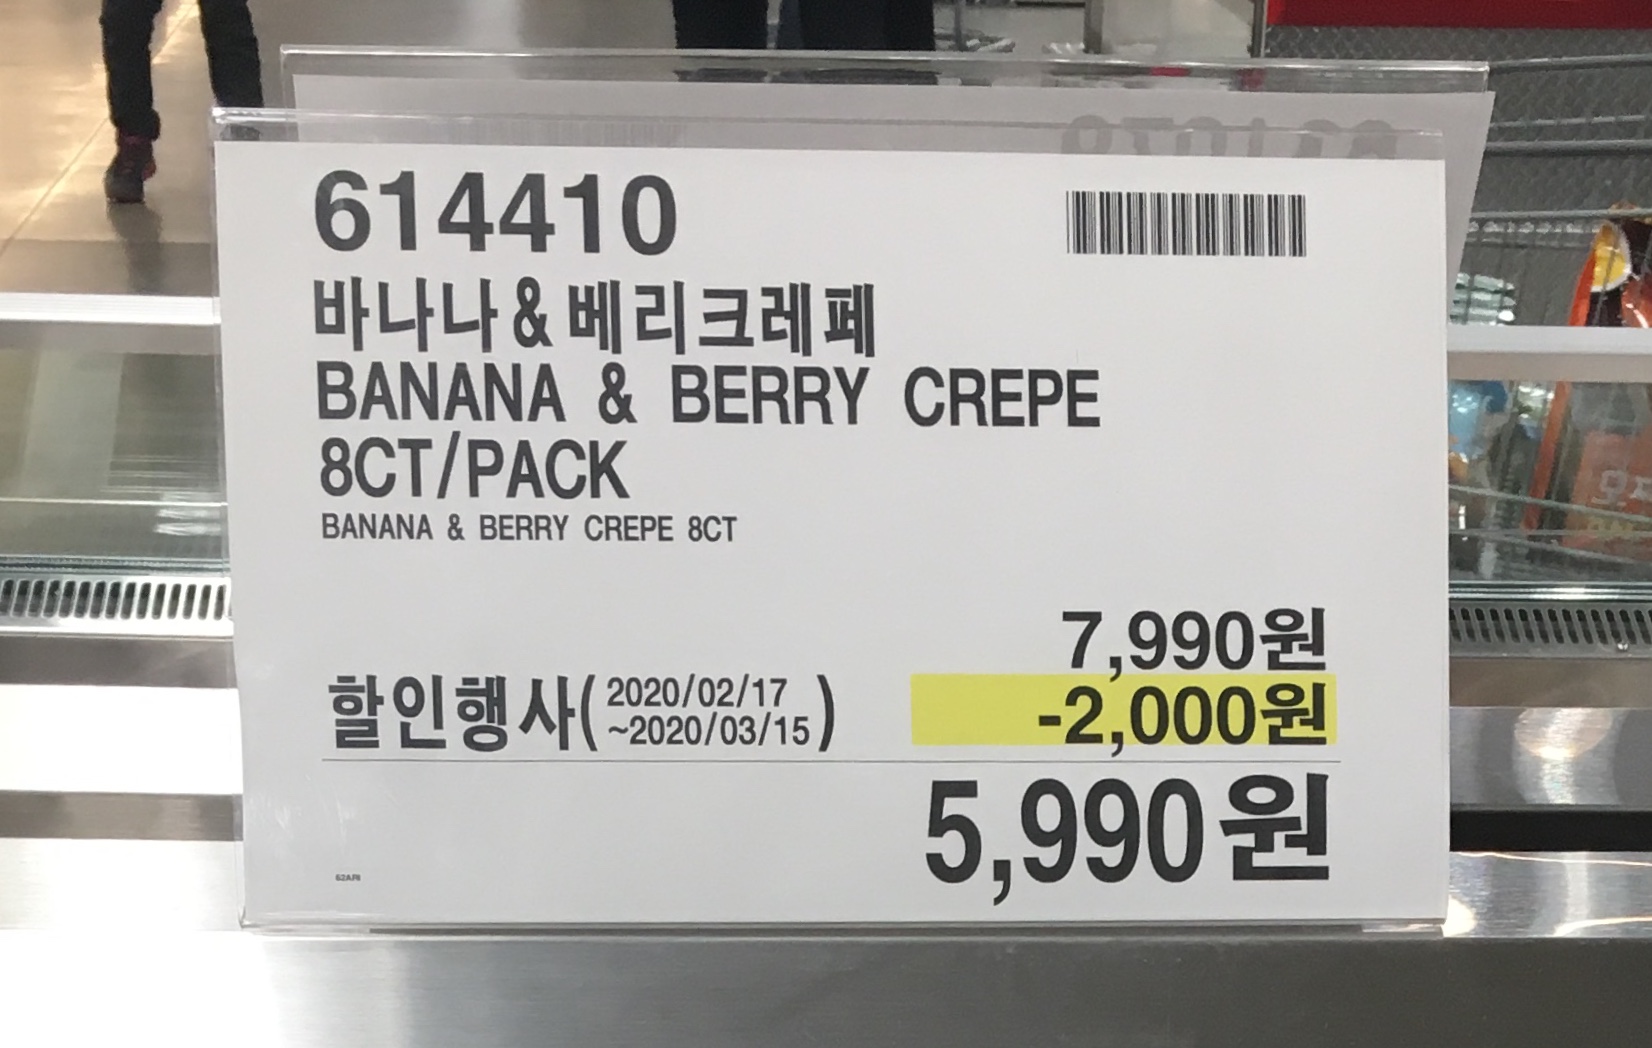 614410
바나나&베리크레페
BANANA & BERRY CREPE
8CT/PACK
BANANA & BERRY CREPE 8CT
7,990원
할인행사(2020/02/17
~2020/03/15)
-2,000원
5,990원